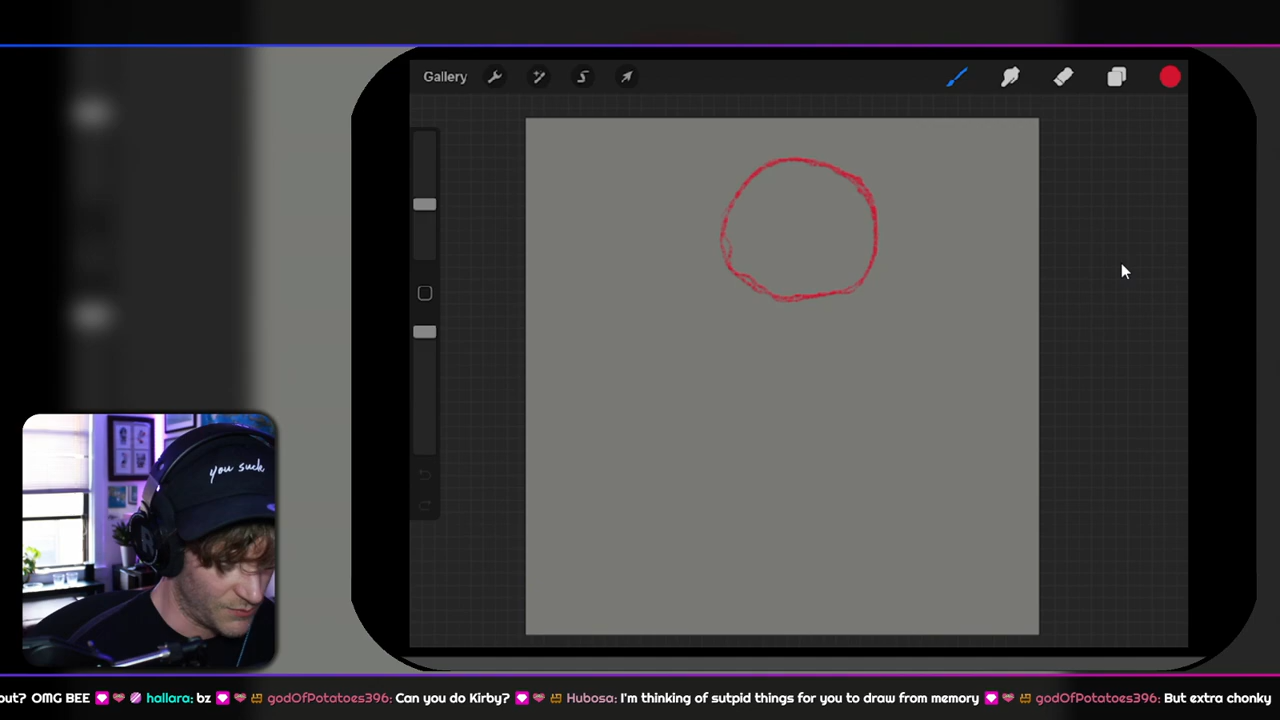 Gallery
you suck
R
out? OMG BEE hallara: bz godOfPotatoes396: Can you do Kirby? Hubosa: I'm thinking of sutpid things for you to draw from memory godOfPotatoes396: But extra chonky